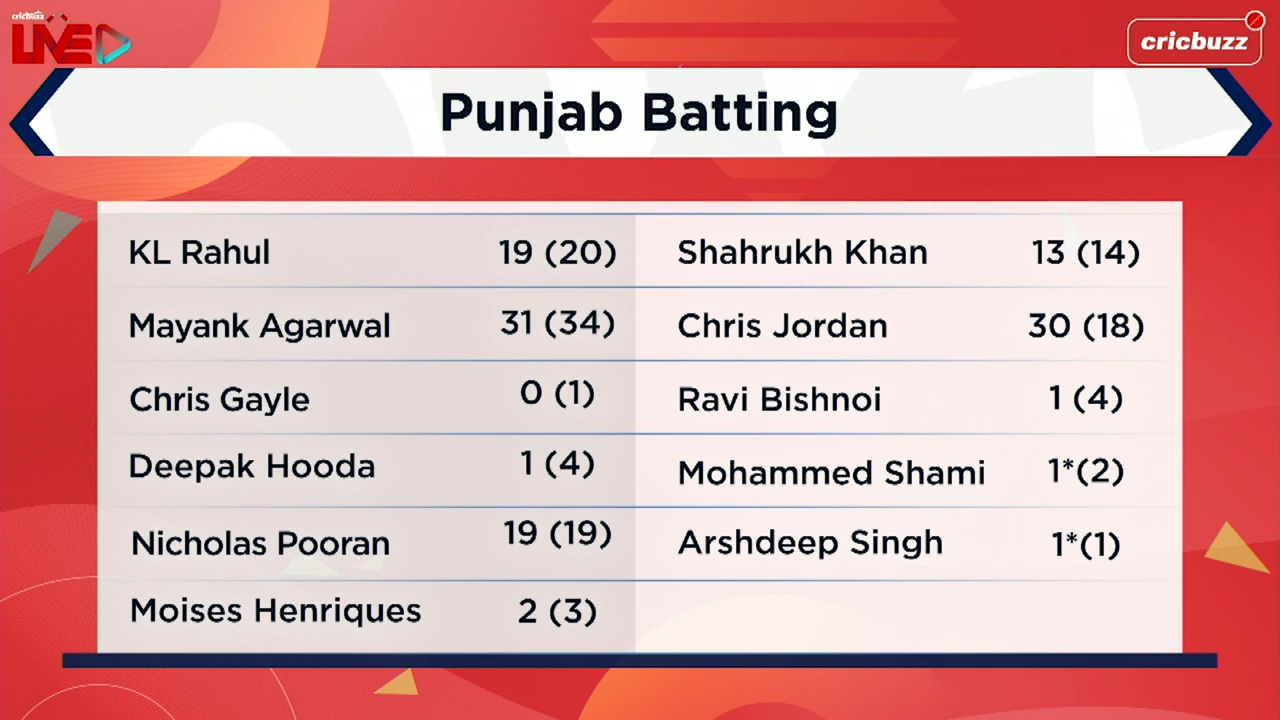 cricbuzz
LIVE
cricbuzz
Punjab Batting
KL Rahul 19 (20)
Mayank Agarwal 31 (34)
Chris Gayle 0 (1)
Deepak Hooda 1 (4)
Nicholas Pooran 19 (19)
Moises Henriques 2 (3)
Shahrukh Khan 13 (14)
Chris Jordan 30 (18)
Ravi Bishnoi 1 (4)
Mohammed Shami 1*(2)
Arshdeep Singh 1*(1)